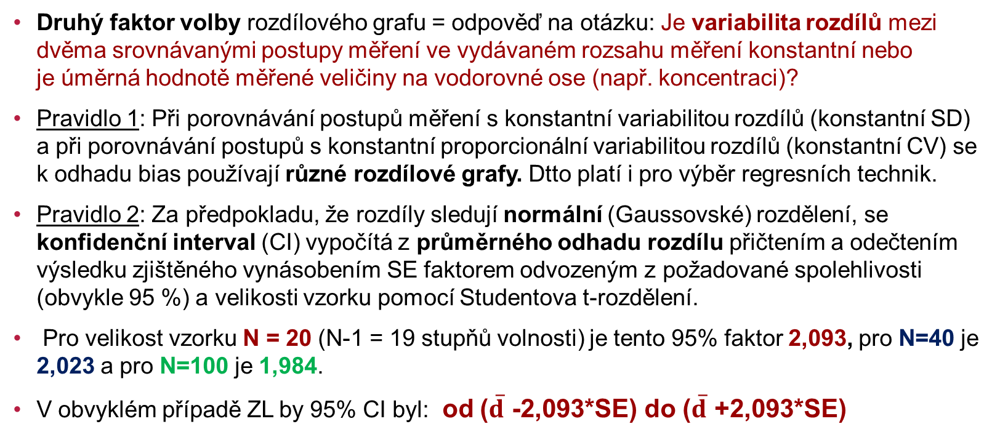 • Druhý faktor volby rozdílového grafu = odpověď na otázku: Je variabilita rozdílů mezi
dvěma srovnávanými postupy měření ve vydávaném rozsahu měření konstantní nebo
je úměrná hodnotě měřené veličiny na vodorovné ose (např. koncentraci)?
• Pravidlo 1: Při porovnávání postupů měření s konstantní variabilitou rozdílů (konstantní SD)
a při porovnávání postupů s konstantní proporcionální variabilitou rozdílů (konstantní CV) se
k odhadu bias používají různé rozdílové grafy. Dtto platí i pro výběr regresních technik.
• Pravidlo 2: Za předpokladu, že rozdíly sledují normální (Gaussovské) rozdělení, se
konfidenční interval (CI) vypočítá z průměrného odhadu rozdílu přičtením a odečtením
výsledku zjištěného vynásobením SE faktorem odvozeným z požadované spolehlivosti
(obvykle 95 %) a velikosti vzorku pomocí Studentova t-rozdělení.
• Pro velikost vzorku N = 20 (N-1 = 19 stupňů volnosti) je tento 95% faktor 2,093, pro N=40 je
2,023 a pro N=100 je 1,984.
• V obvyklém případě ZL by 95% CI byl: od (d̄ -2,093*SE) do (d̄ +2,093*SE)